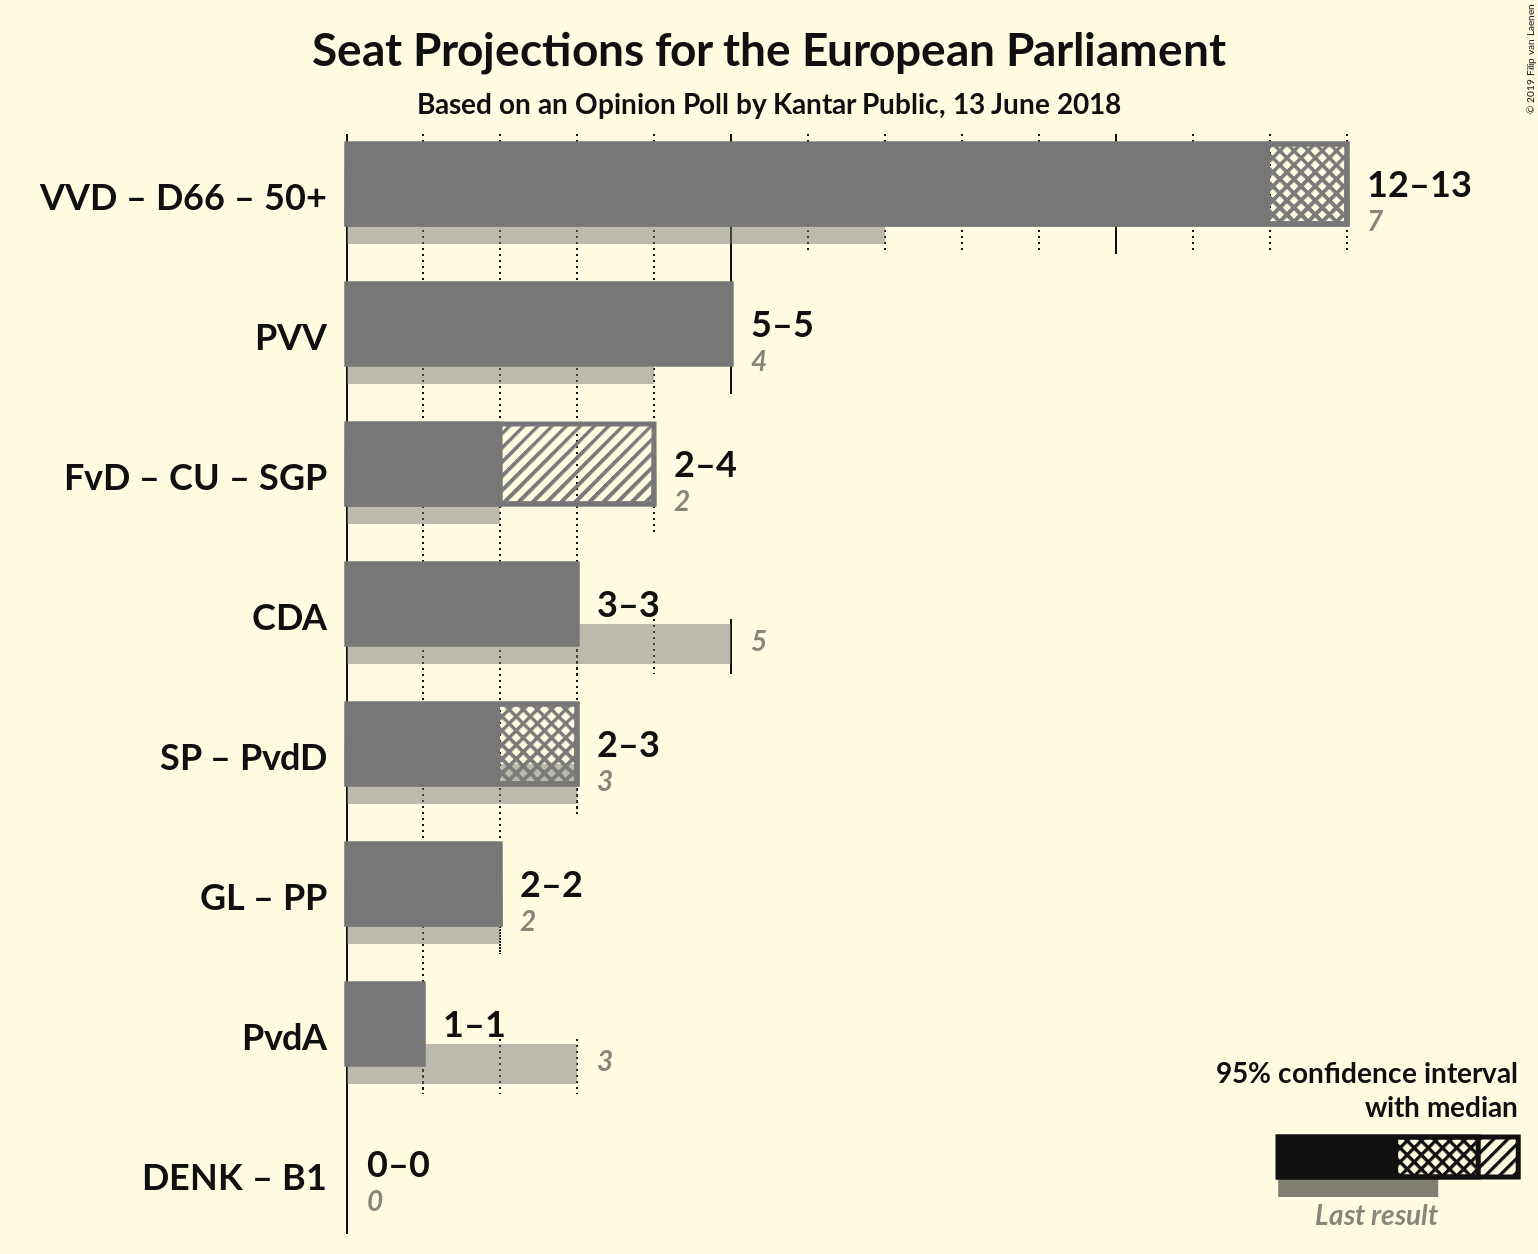 Seat Projections for the European Parliament
Based on an Opinion Poll by Kantar Public, 13 June 2018
© 2019 Filip van Laenen
VVD – D66 – 50+
12–13
7
PVV
5–5
4
FvD – CU – SGP
2–4
2
CDA
3–3
5
SP – PvdD
2–3
3
GL – PP
2–2
2
PvdA
1–1
3
DENK – B1
0–0
0
95% confidence interval
with median
Last result